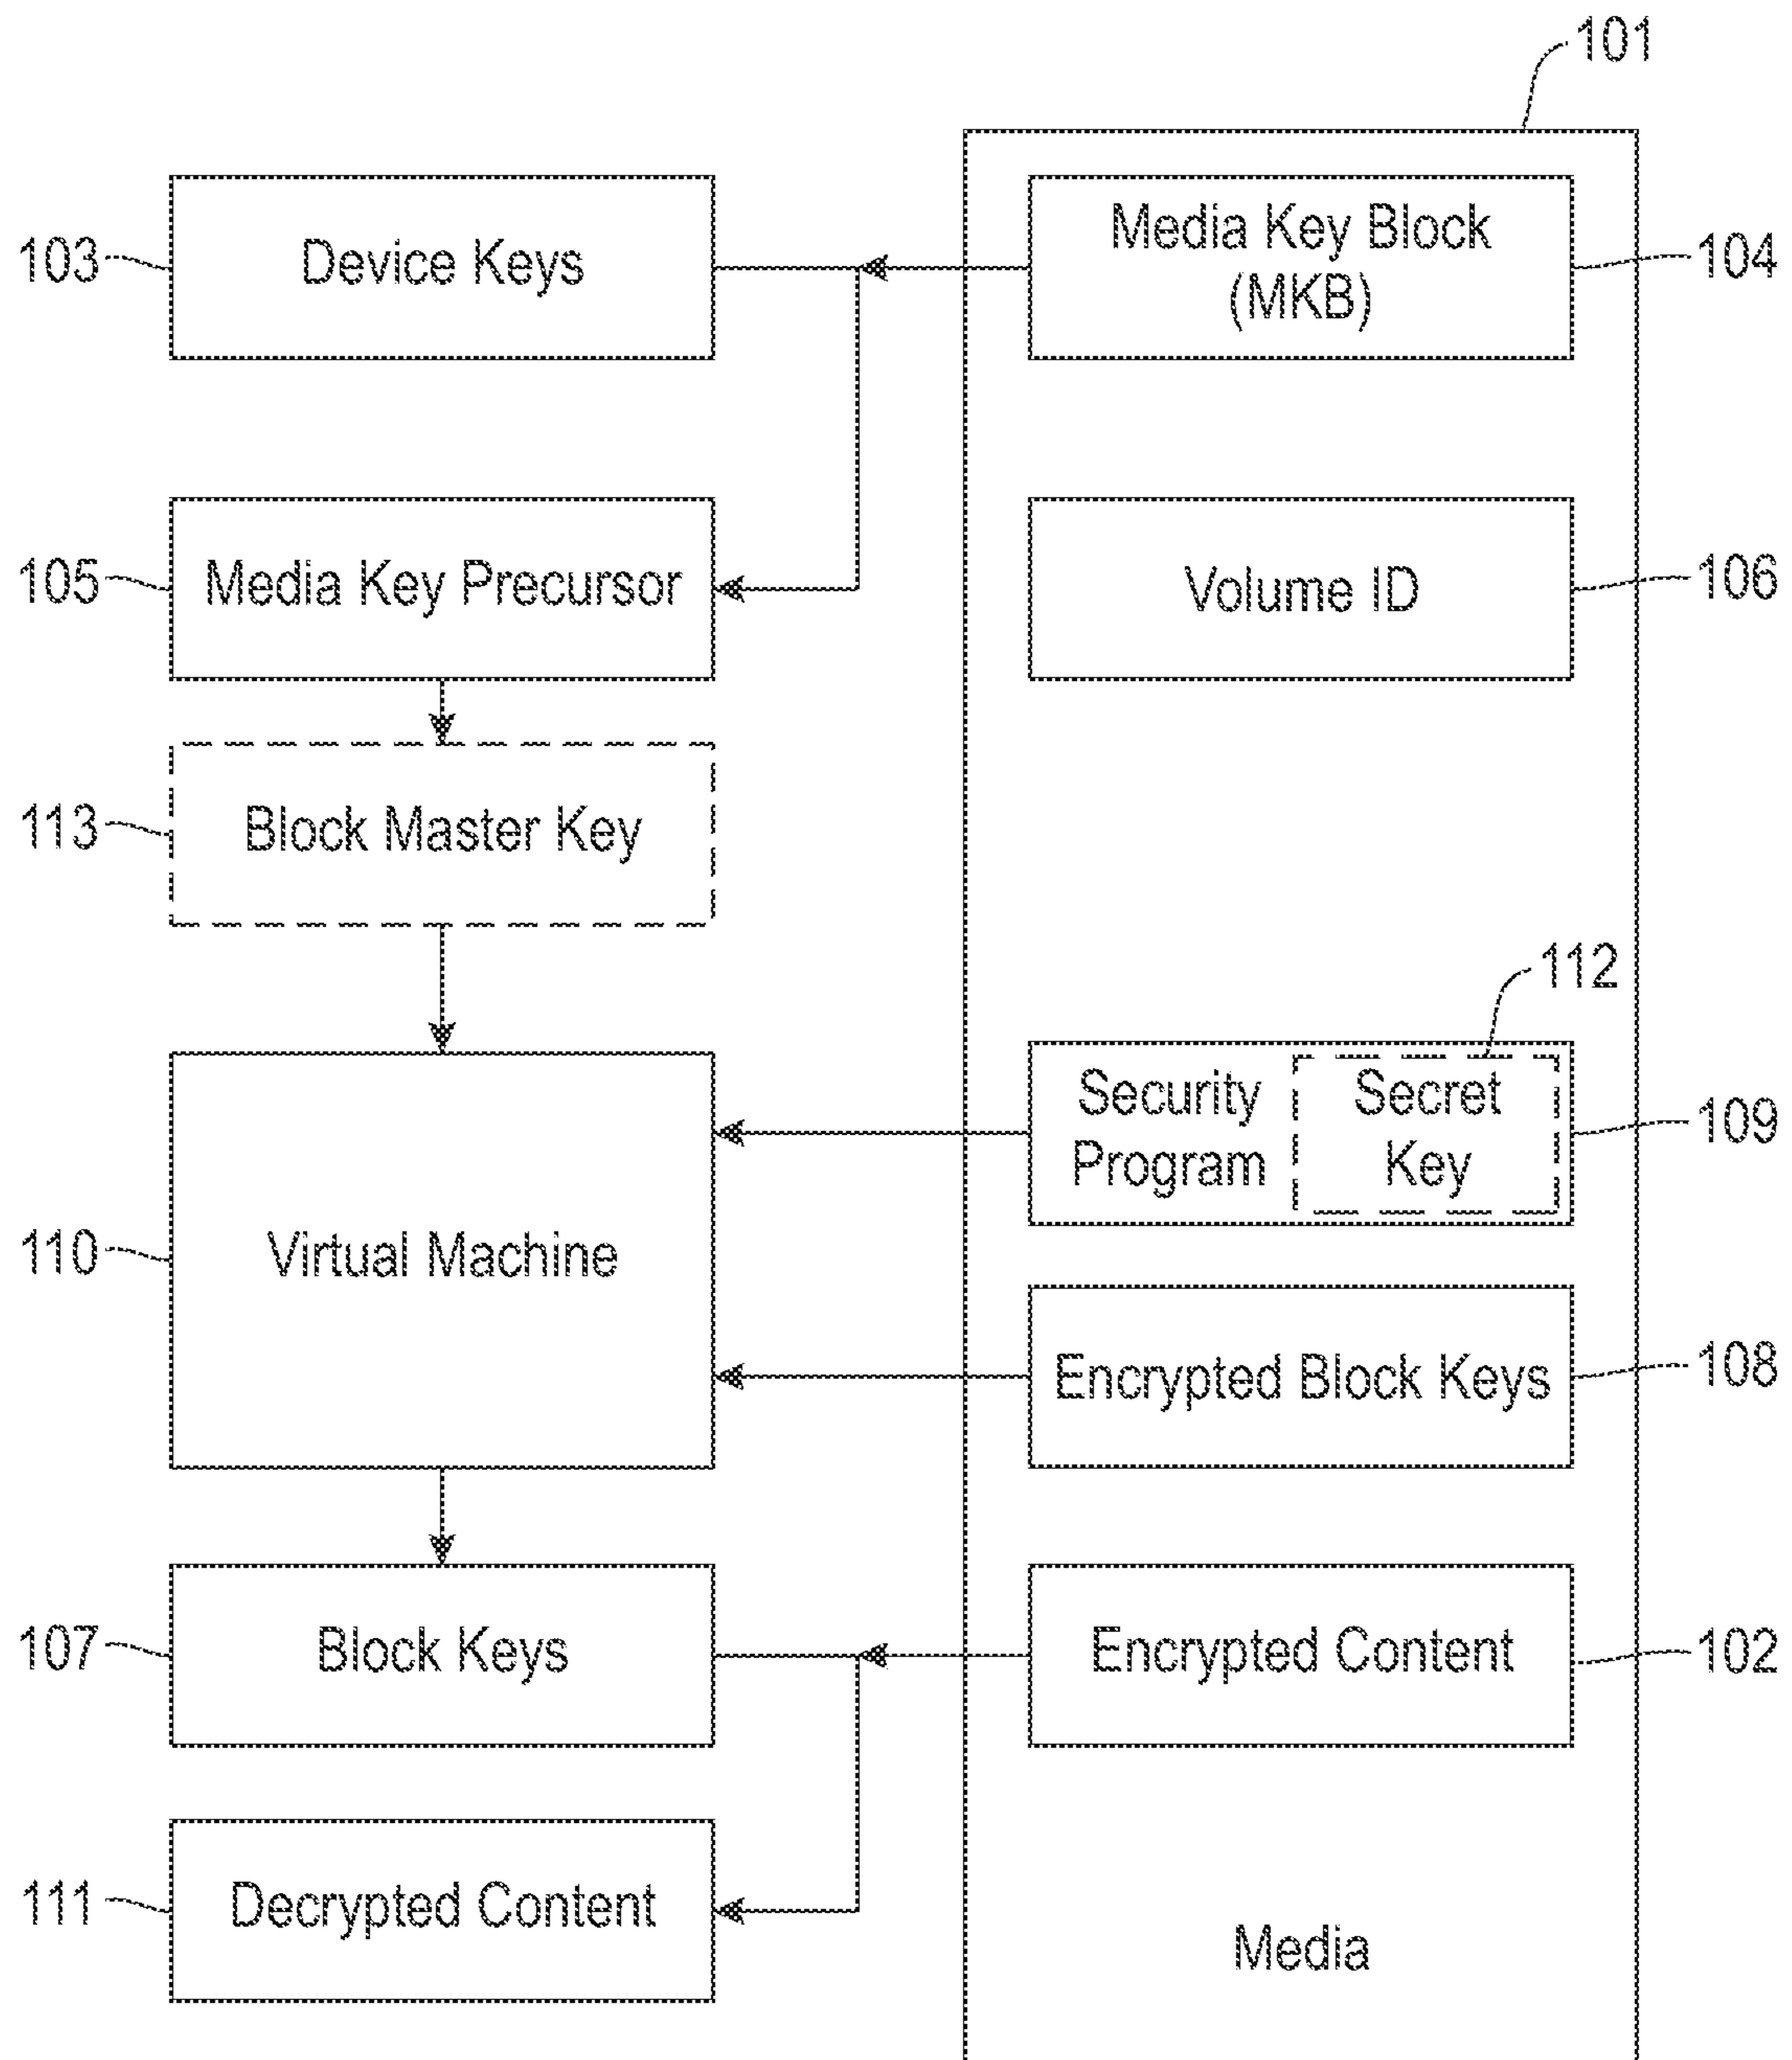 101
103
Device Keys
Media Key Block
(MKB)
104
105
Media Key Precursor
Volume ID
106
113
Block Master Key
112
Security
Program
Secret
Key
109
110
Virtual Machine
Encrypted Block Keys
108
107
Block Keys
Encrypted Content
102
111
Decrypted Content
Media